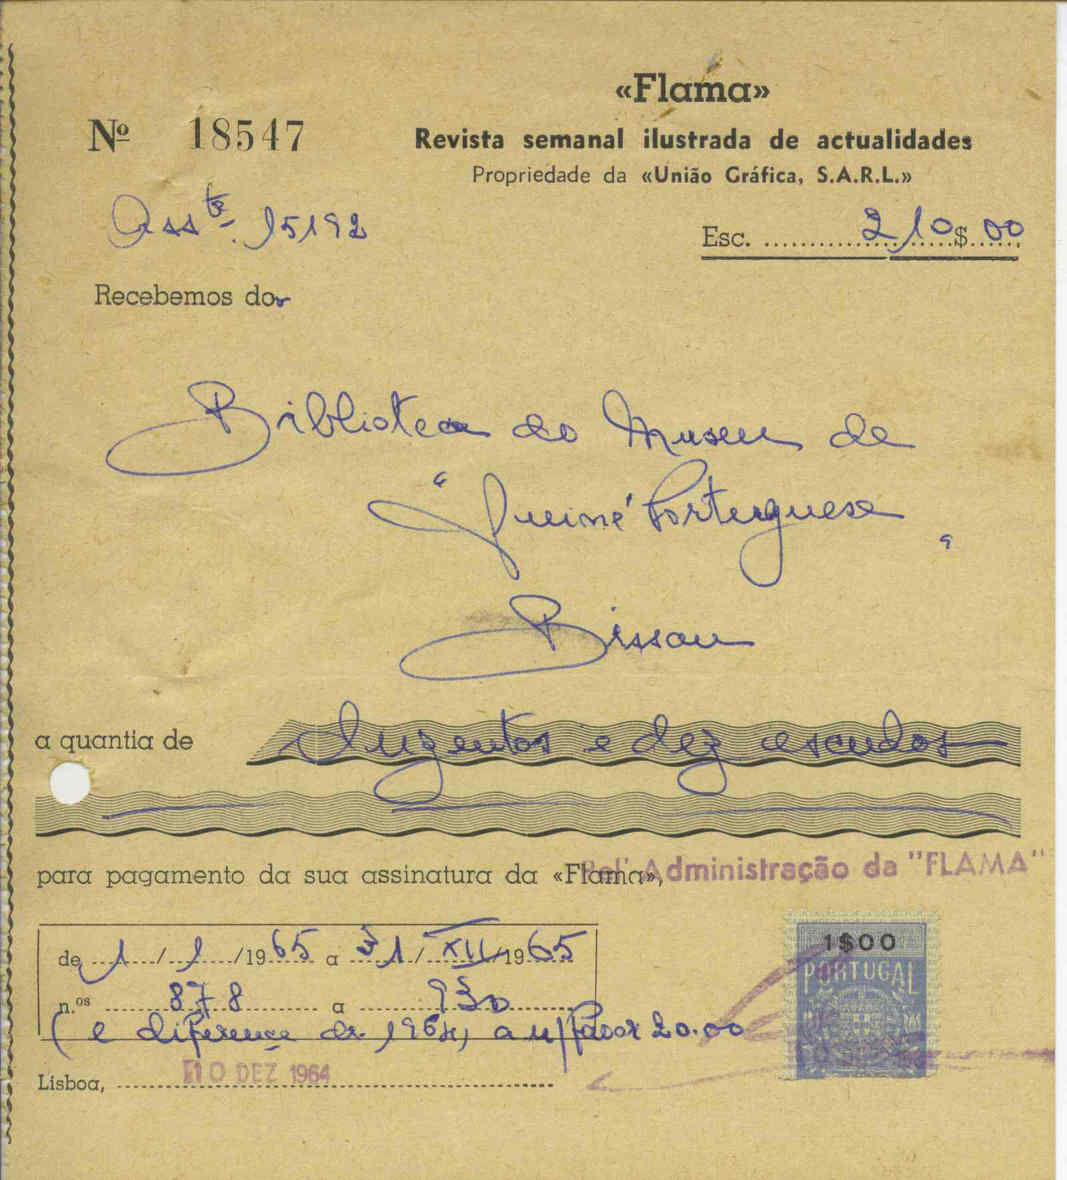 «Flama»
Nº 18547
Revista semanal ilustrada de actualidades
Propriedade da «União Gráfica, S.A.R.L.»
Ass.te 15192
Esc. 210$00
Recebemos da
Biblioteca do Museu de
"Guiné Portuguesa"
Bissau
a quantia de duzentos e dez escudos
para pagamento da sua assinatura da «Flama»,
Pel' Administração da "FLAMA"
de 1/1/1965 a 31/XII/1965
n.os 878 a 930
(e diferença de 1964) a n/favor 20.00
Lisboa, 10 DEZ 1964
1$00
PORTUGAL